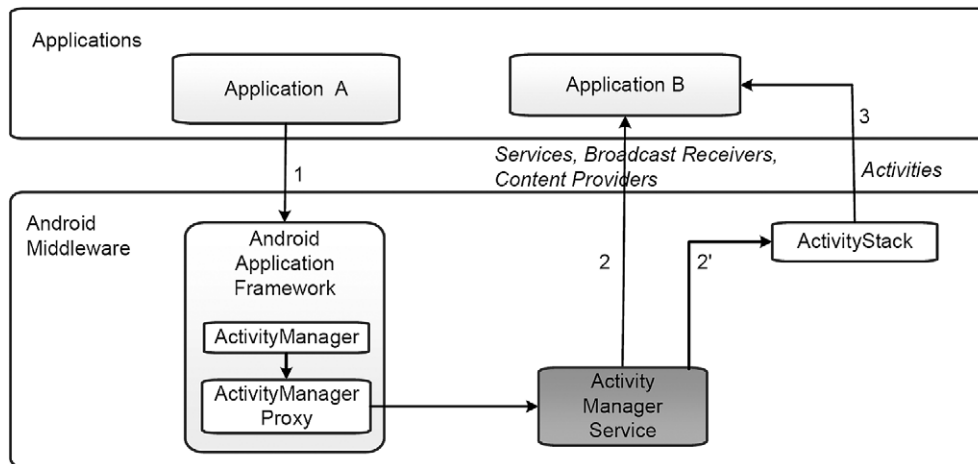 Applications
Application A
Application B
3
Services, Broadcast Receivers,
Content Providers
Activities
1
Android
Middleware
Android
Application
Framework
ActivityManager
ActivityManager
Proxy
2
2'
ActivityStack
Activity
Manager
Service